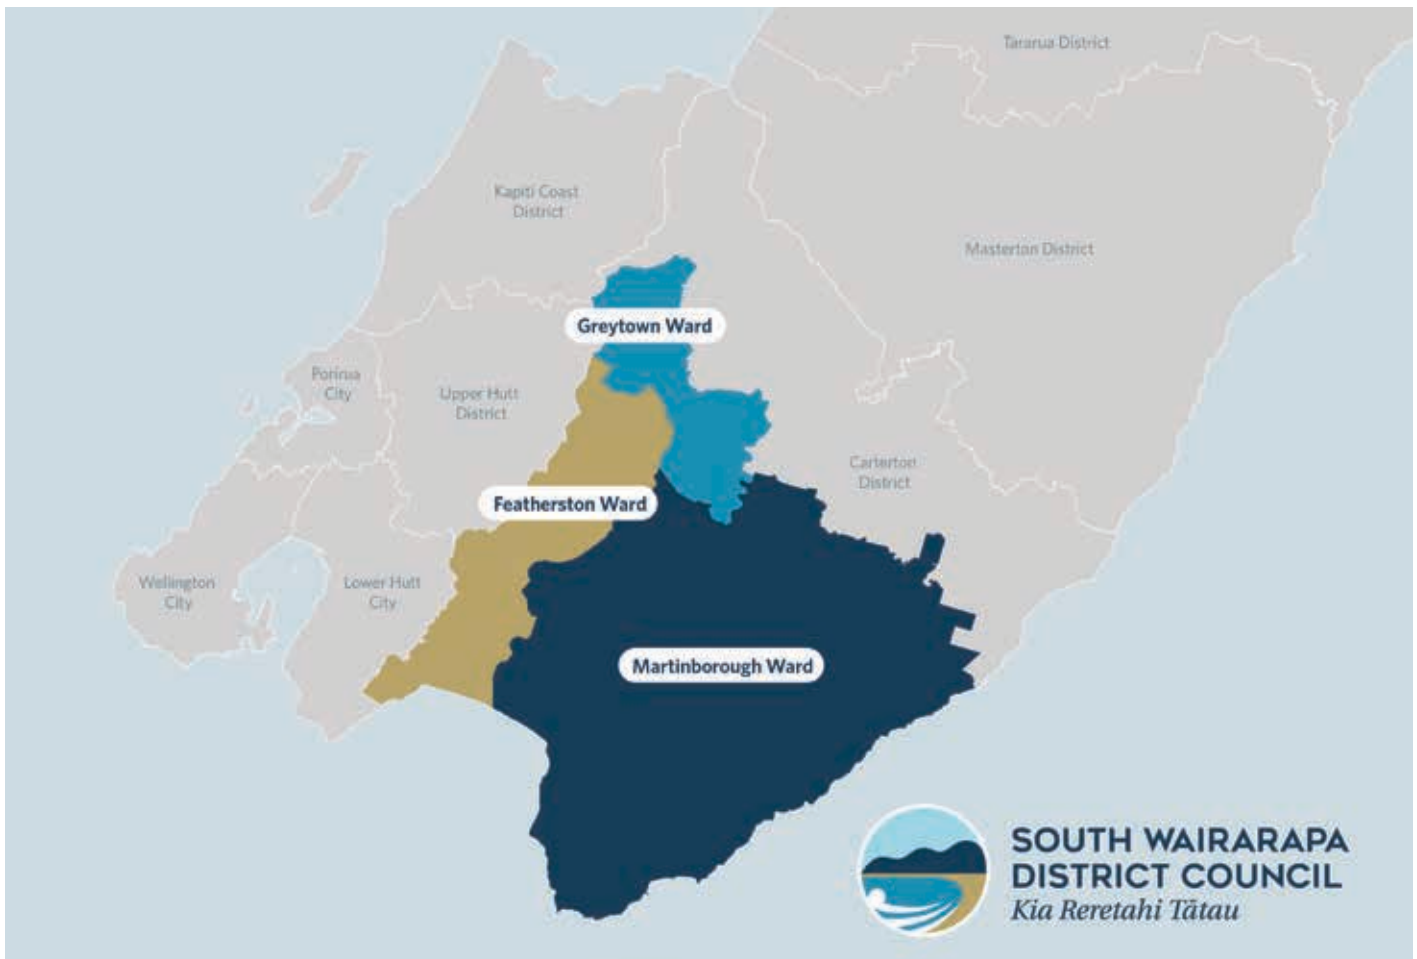 Tararua District
Kapiti Coast
District
Masterton District
Greytown Ward
Porirua
City
Upper Hutt
District
Carterton
District
Featherston Ward
Wellington
City
Lower Hutt
City
Martinborough Ward
SOUTH WAIRARAPA
DISTRICT COUNCIL
Kia Reretahi Tātau